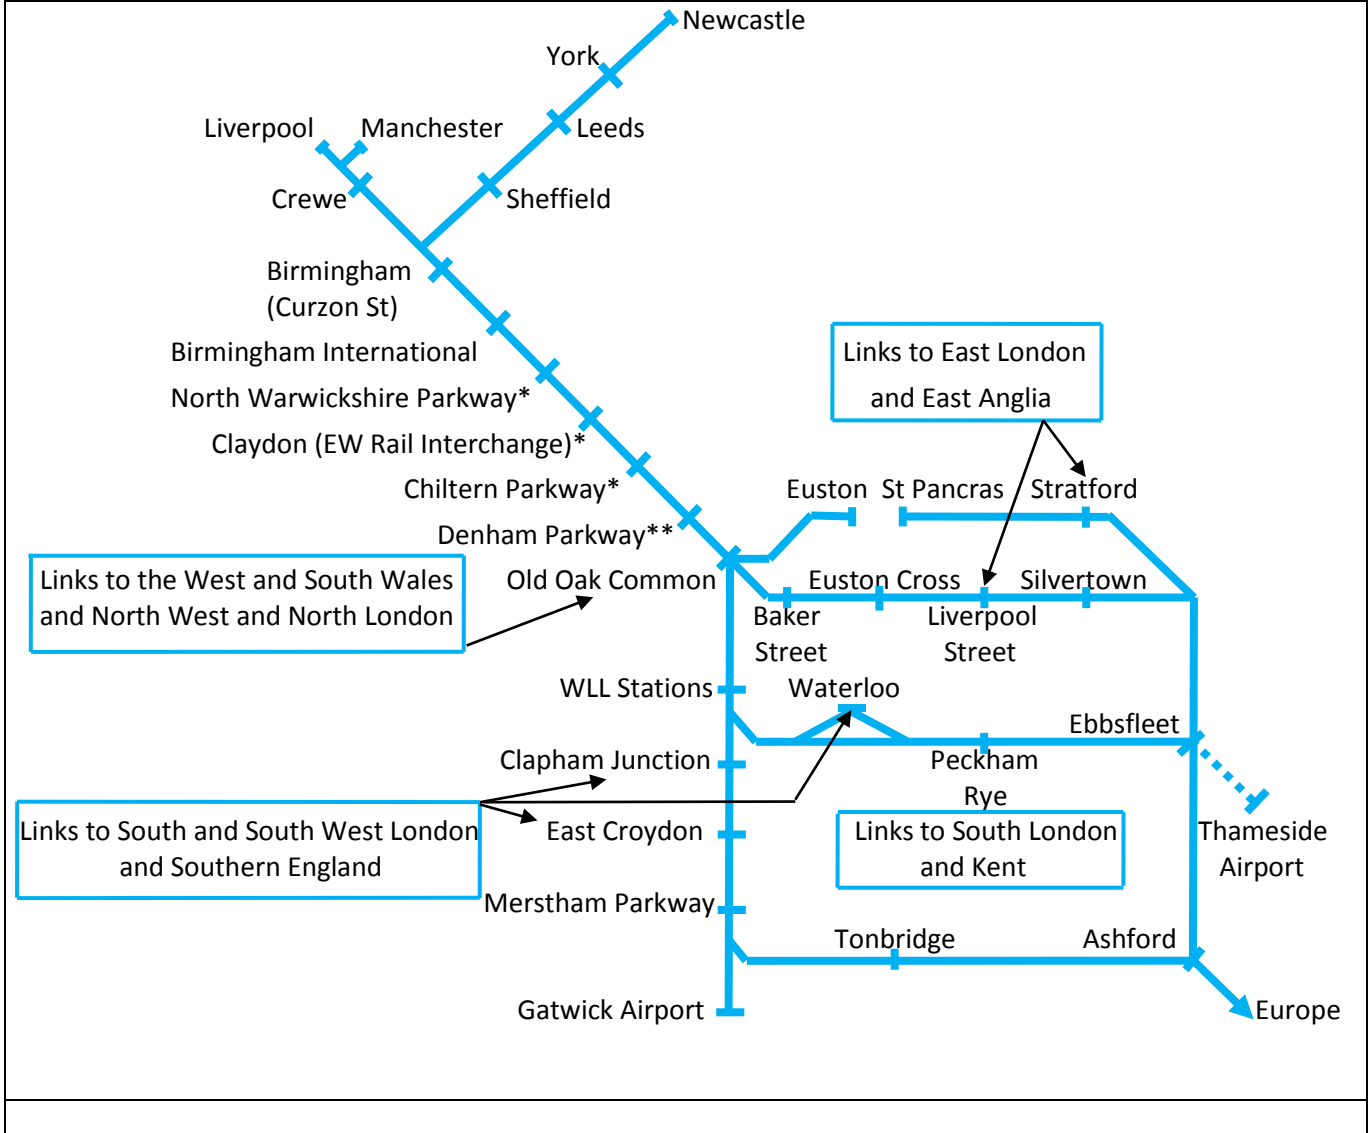 Newcastle
York
Liverpool
Manchester
Leeds
Crewe
Sheffield
Birmingham
(Curzon St)
Birmingham International
Links to East London
and East Anglia
North Warwickshire Parkway*
Claydon (EW Rail Interchange)*
Chiltern Parkway*
Euston
St Pancras
Stratford
Denham Parkway**
Links to the West and South Wales
and North West and North London
Old Oak Common
Euston Cross
Silvertown
Baker
Street
Liverpool
Street
WLL Stations
Waterloo
Ebbsfleet
Clapham Junction
Peckham
Rye
Links to South and South West London
and Southern England
East Croydon
Links to South London
and Kent
Thameside
Airport
Merstham Parkway
Tonbridge
Ashford
Gatwick Airport
Europe